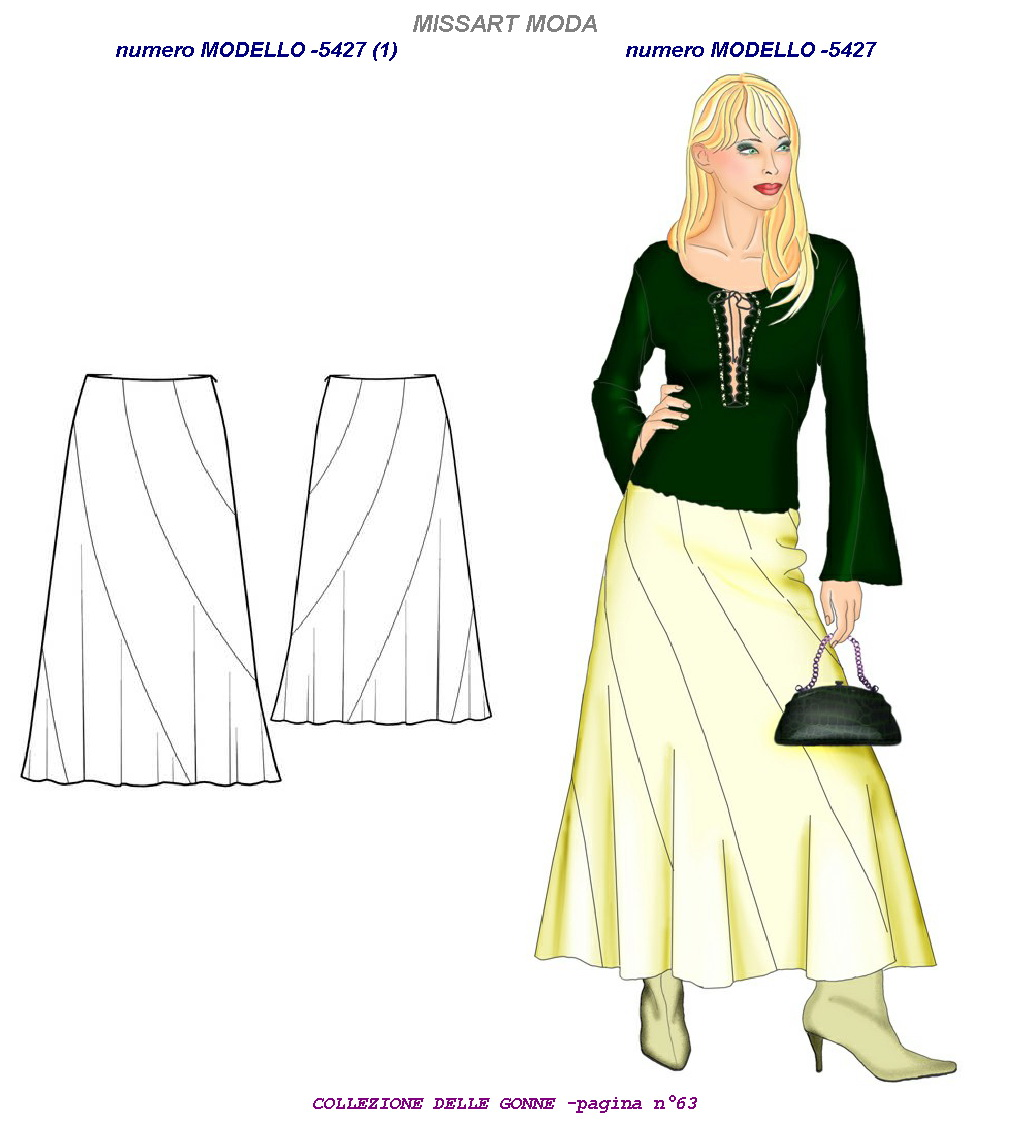 MISSART MODA
numero MODELLO -5427 (1)
numero MODELLO -5427
COLLEZIONE DELLE GONNE -pagina n°63